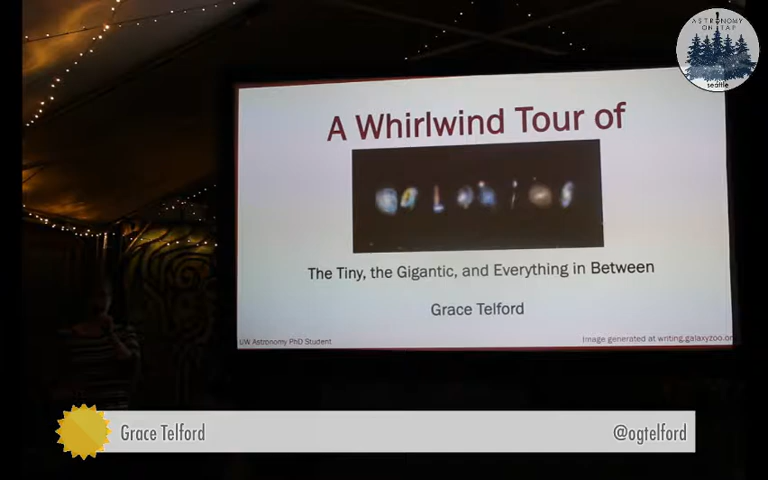 ASTRONOMY
ON TAP
seattle
A Whirlwind Tour of
galaxies
The Tiny, the Gigantic, and Everything in Between
Grace Telford
UW Astronomy PhD Student
Image generated at writing.galaxyzoo.or
Grace Telford
@ogtelford